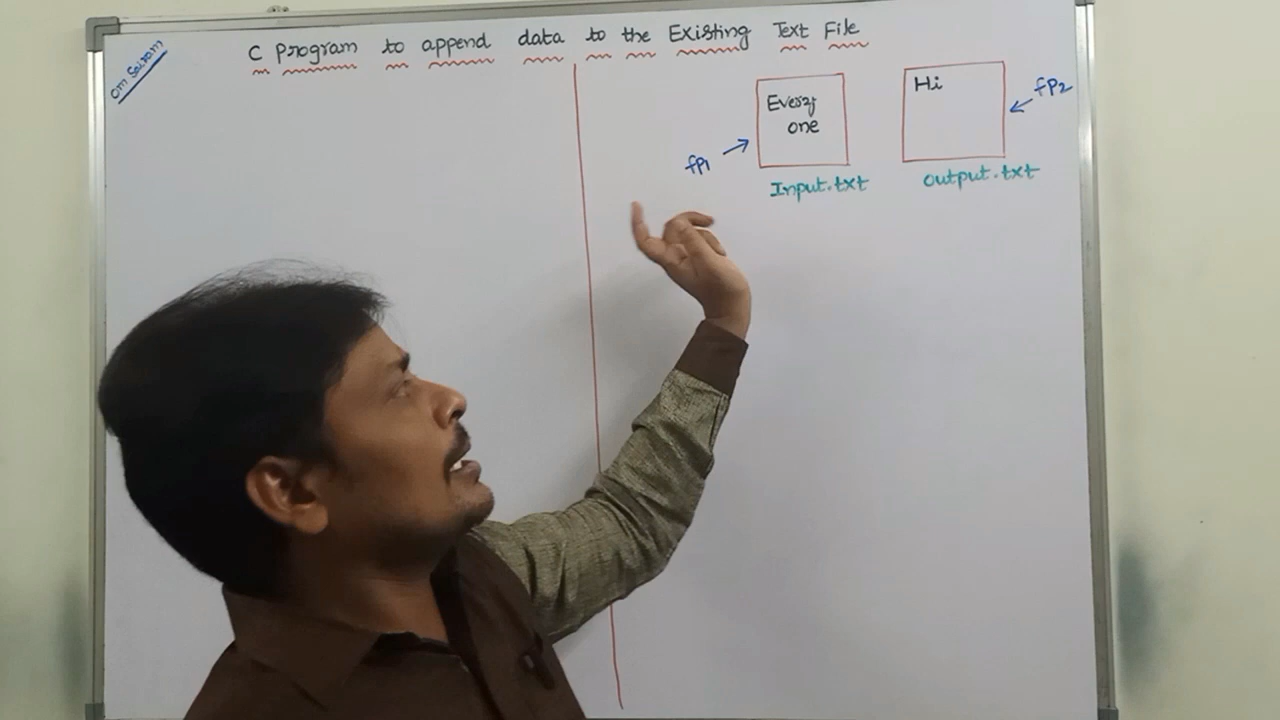 Om Sairam
C Program to append data to the Existing Text File
Every
one
Hi
fp1
fp2
Input.txt
output.txt